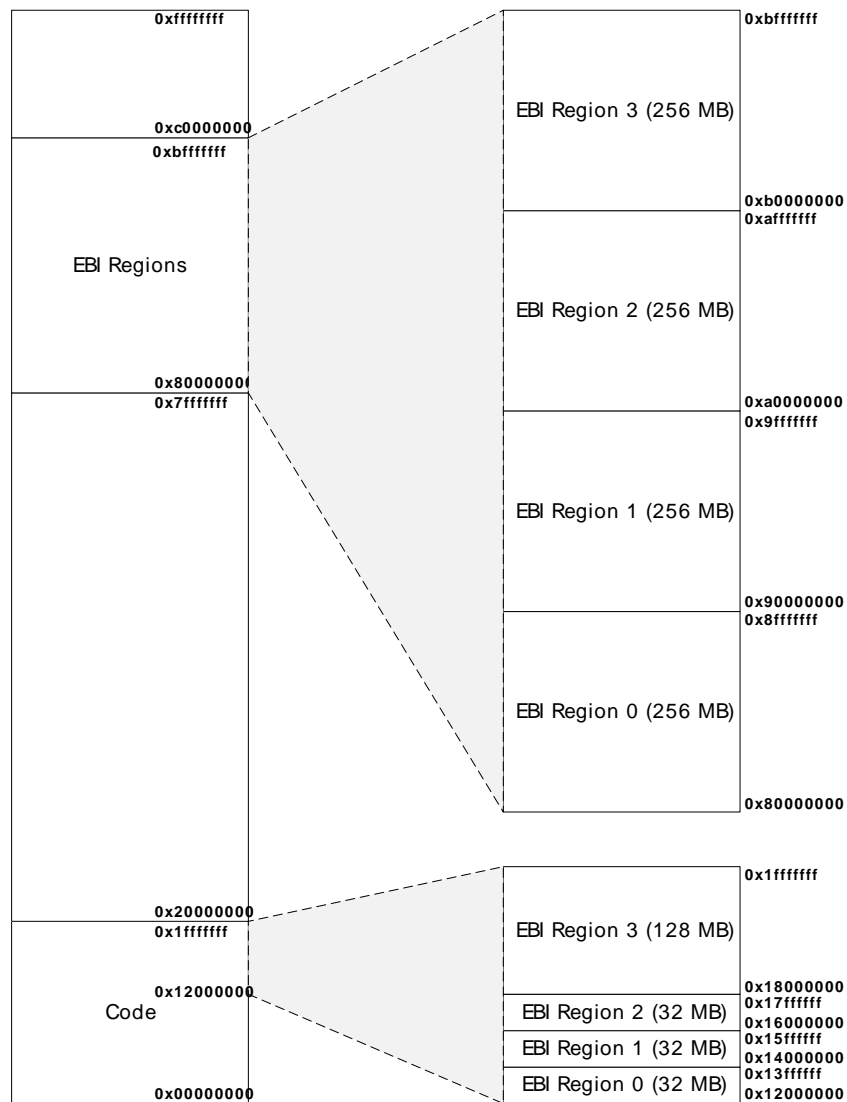 0xffffffff
0xc0000000
0xbfffffff
EBI Regions
0x80000000
0x7fffffff
0x20000000
0x1fffffff
0x12000000
Code
0x00000000
0xbfffffff
EBI Region 3 (256 MB)
0xb0000000
0xafffffff
EBI Region 2 (256 MB)
0xa0000000
0x9fffffff
EBI Region 1 (256 MB)
0x90000000
0x8fffffff
EBI Region 0 (256 MB)
0x80000000
0x1fffffff
EBI Region 3 (128 MB)
0x18000000
0x17ffffff
EBI Region 2 (32 MB)
0x16000000
0x15ffffff
EBI Region 1 (32 MB)
0x14000000
0x13ffffff
EBI Region 0 (32 MB)
0x12000000